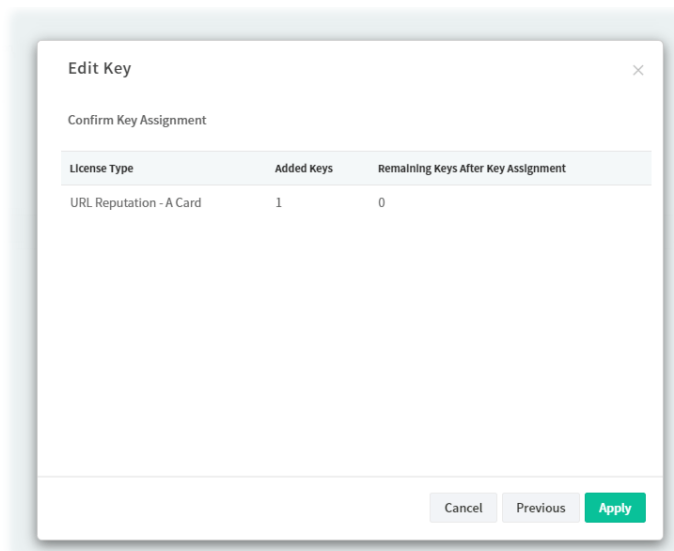 Edit Key
Confirm Key Assignment
License Type Added Keys Remaining Keys After Key Assignment
URL Reputation - A Card 1 0
Cancel Previous Apply